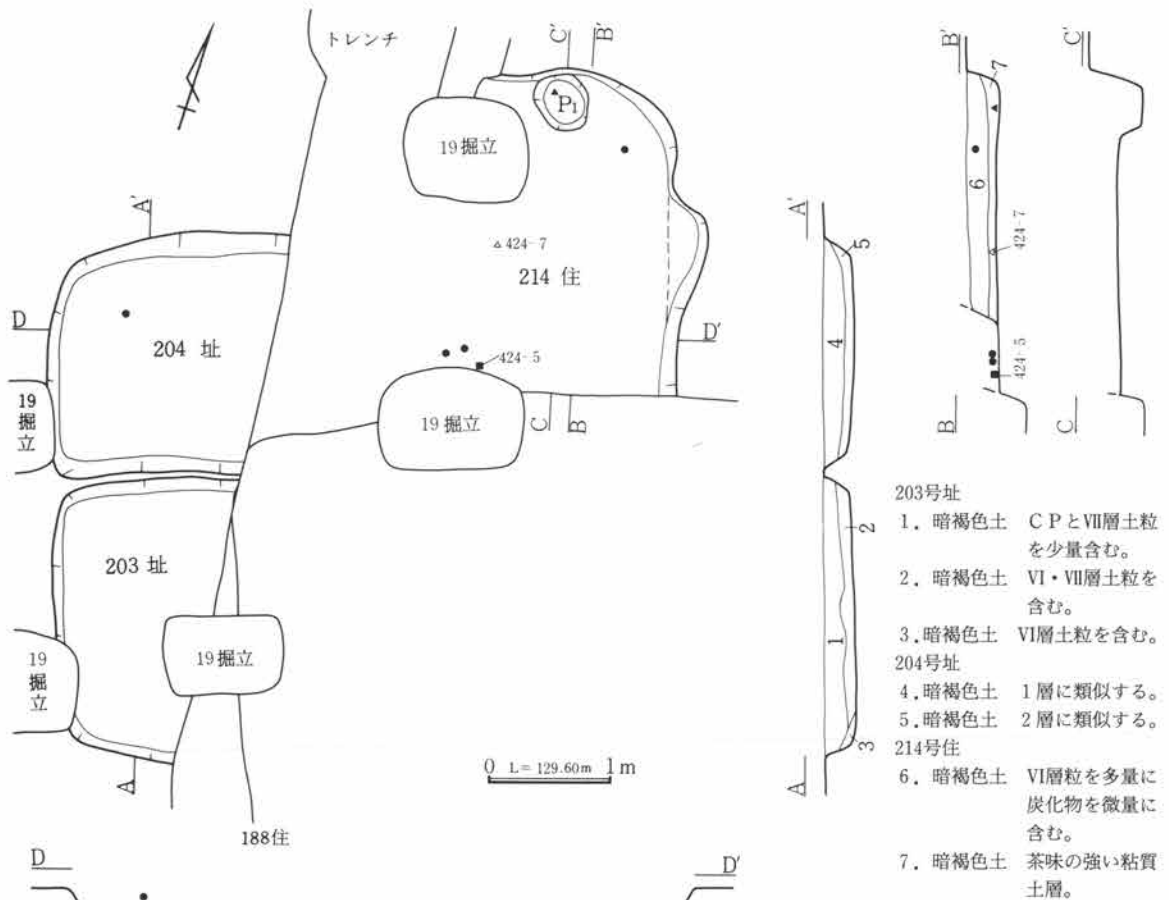 トレンチ
C'
B'
P1
19掘立
A'
424-7
214 住
D
204 址
D'
424-5
19掘立
19掘立
C
B
203 址
19掘立
19掘立
A
188住
0 L=129.60m 1m
D
D'
A'
5
4
2
1
3
A
B'
7
6
424-7
424-5
B
C'
C
203号址
1. 暗褐色土 CPとⅦ層土粒
を少量含む。
2. 暗褐色土 Ⅵ・Ⅶ層土粒を
含む。
3.暗褐色土 Ⅵ層土粒を含む。
204号址
4.暗褐色土 1層に類似する。
5.暗褐色土 2層に類似する。
214号住
6. 暗褐色土 Ⅵ層粒を多量に
炭化物を微量に
含む。
7. 暗褐色土 茶味の強い粘質
土層。